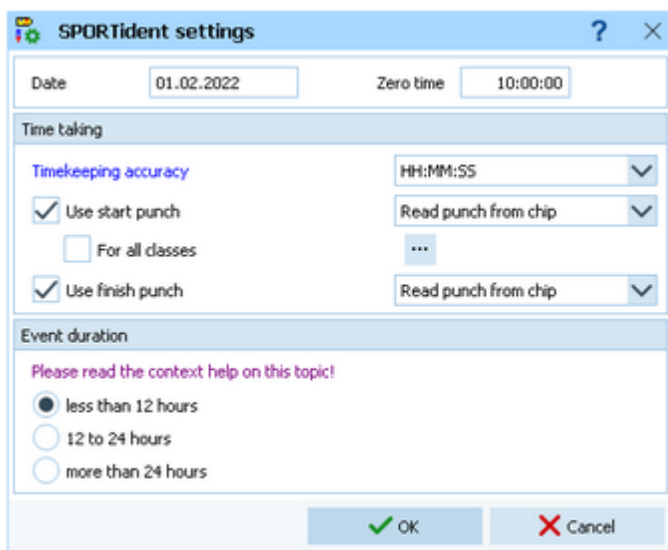 SPORTident settings ?
Date 01.02.2022 Zero time 10:00:00
Time taking
Timekeeping accuracy HH:MM:SS
Use start punch Read punch from chip
For all classes ...
Use finish punch Read punch from chip
Event duration
Please read the context help on this topic!
less than 12 hours
12 to 24 hours
more than 24 hours
OK Cancel